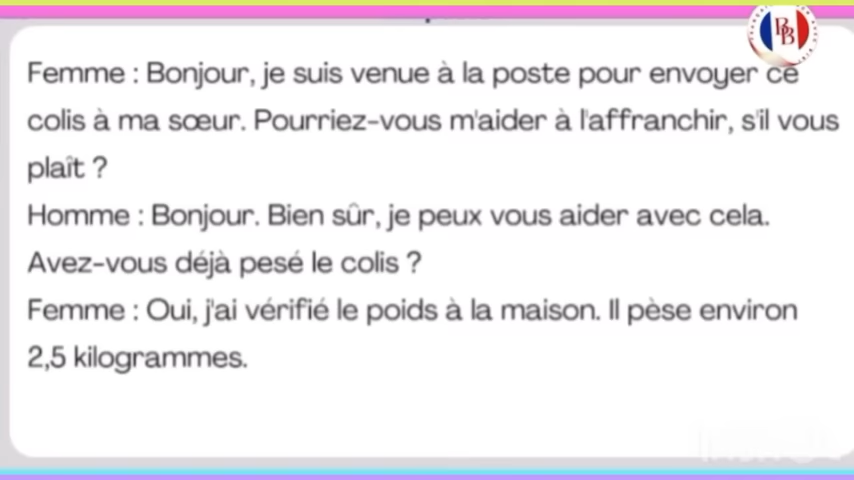 BB
Femme : Bonjour, je suis venue à la poste pour envoyer ce
colis à ma sœur. Pourriez-vous m'aider à l'affranchir, s'il vous
plaît ?
Homme : Bonjour. Bien sûr, je peux vous aider avec cela.
Avez-vous déjà pesé le colis ?
Femme : Oui, j'ai vérifié le poids à la maison. Il pèse environ
2,5 kilogrammes.